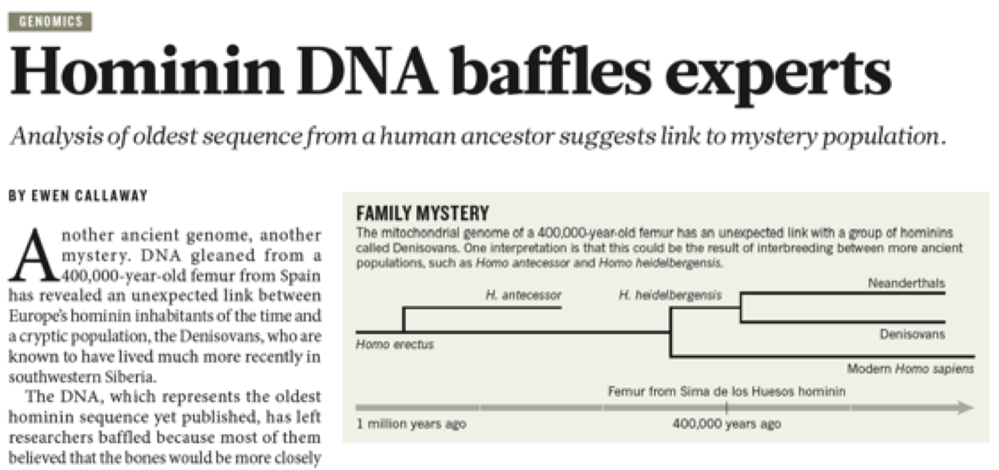 GENOMICS
Hominin DNA baffles experts
Analysis of oldest sequence from a human ancestor suggests link to mystery population.
BY EWEN CALLAWAY
Another ancient genome, another
mystery. DNA gleaned from a
400,000-year-old femur from Spain
has revealed an unexpected link between
Europe's hominin inhabitants of the time and
a cryptic population, the Denisovans, who are
known to have lived much more recently in
southwestern Siberia.
The DNA, which represents the oldest
hominin sequence yet published, has left
researchers baffled because most of them
believed that the bones would be more closely
FAMILY MYSTERY
The mitochondrial genome of a 400,000-year-old femur has an unexpected link with a group of hominins
called Denisovans. One interpretation is that this could be the result of interbreeding between more ancient
populations, such as Homo antecessor and Homo heidelbergensis.
Neanderthals
H. antecessor
H. heidelbergensis
Denisovans
Homo erectus
Modern Homo sapiens
Femur from Sima de los Huesos hominin
1 million years ago
400,000 years ago